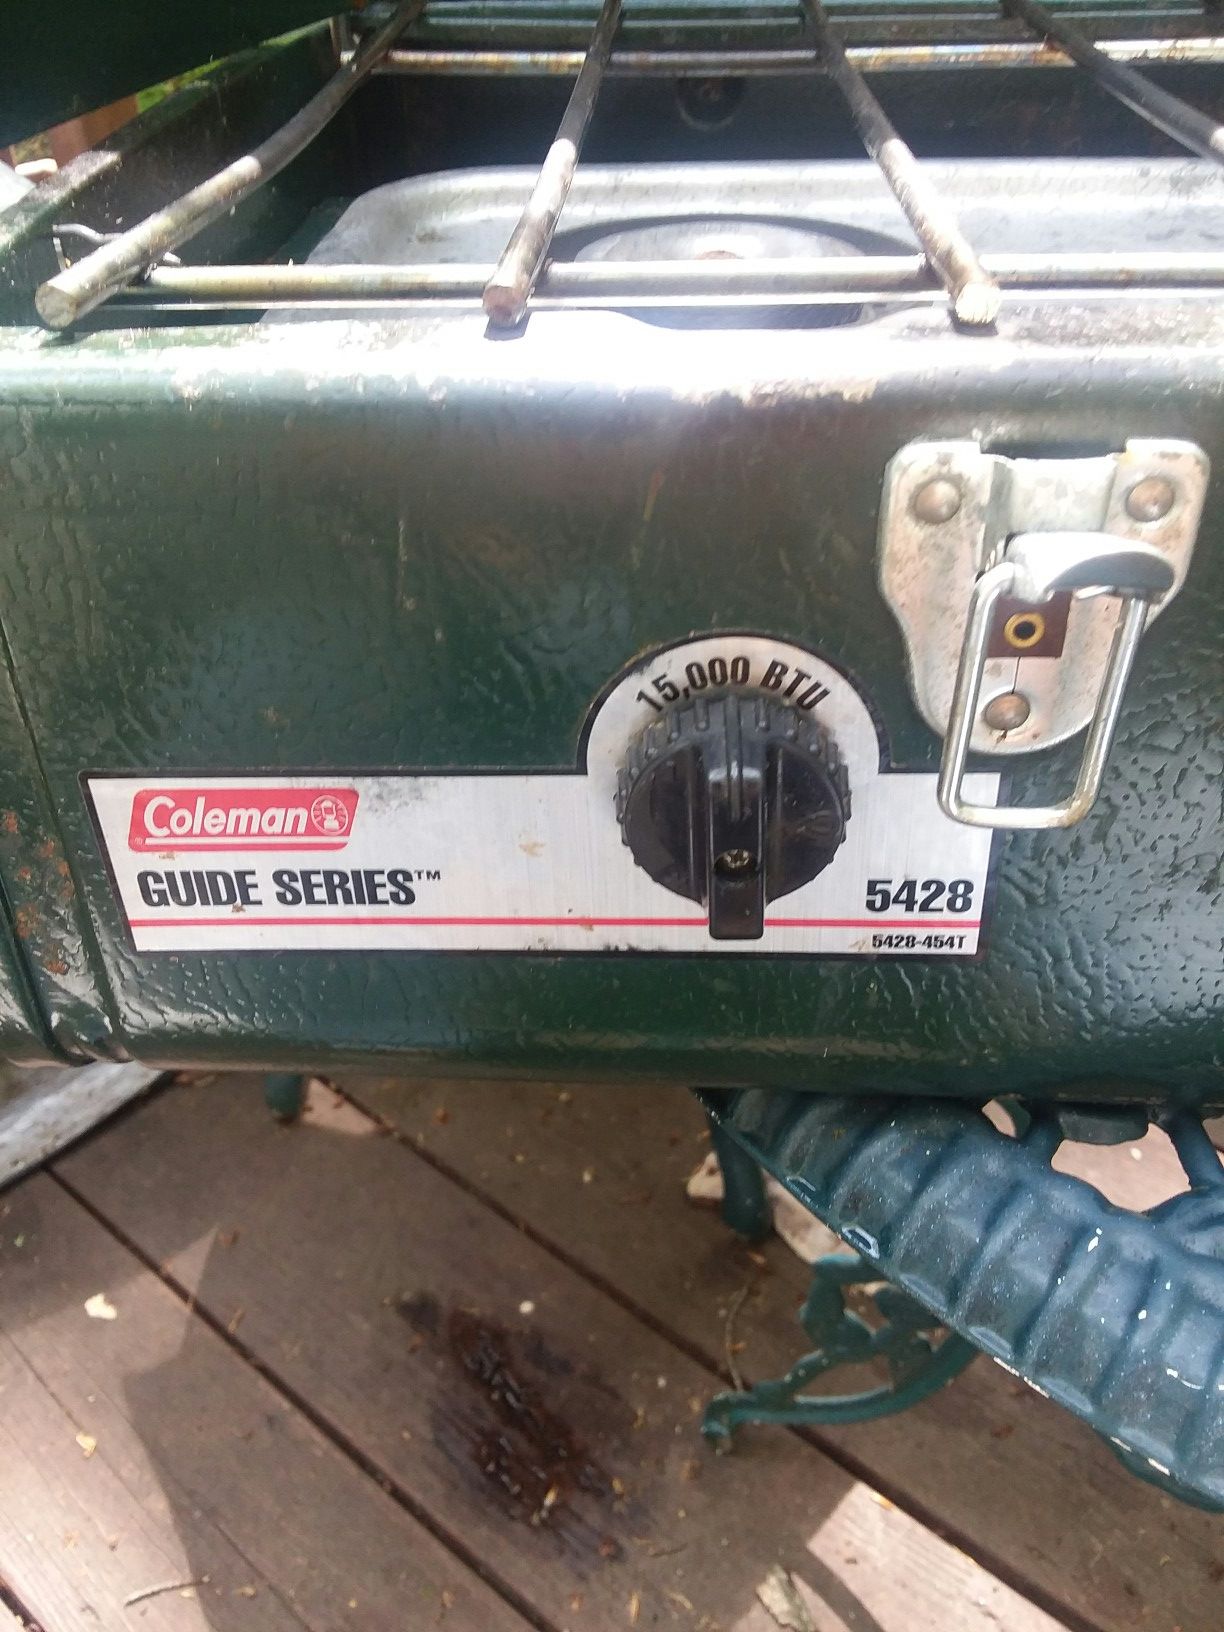 15,000 BTU
Coleman
GUIDE SERIES™
5428
5428-454T